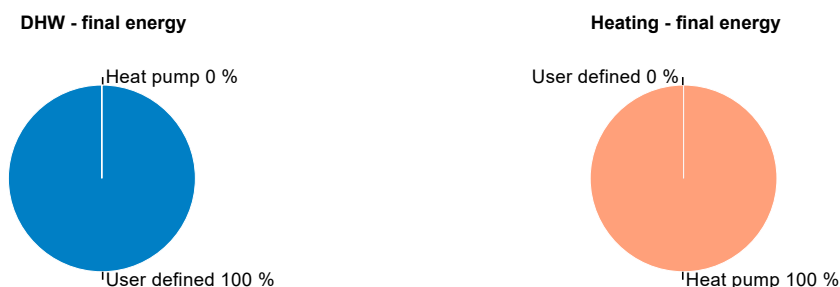 DHW - final energy
Heat pump 0 %
User defined 100 %
Heating - final energy
User defined 0 %
Heat pump 100 %